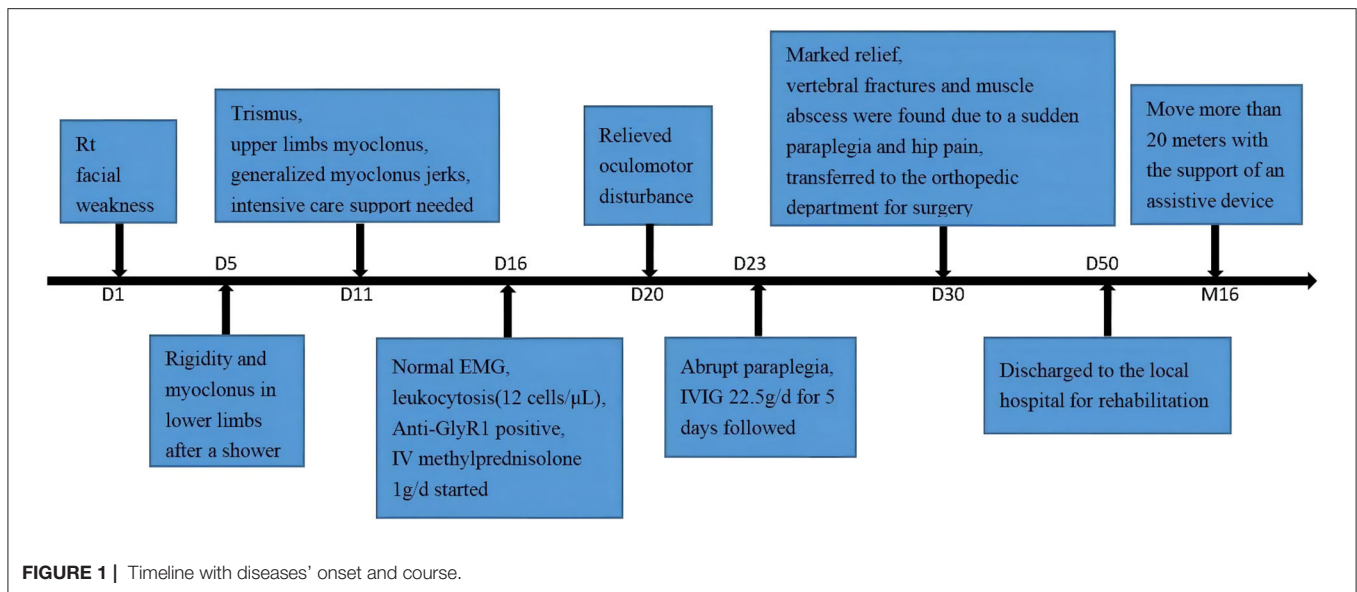 Rt
facial
weakness
Trismus,
upper limbs myoclonus,
generalized myoclonus jerks,
intensive care support needed
Relieved
oculomotor
disturbance
Marked relief,
vertebral fractures and muscle
abscess were found due to a sudden
paraplegia and hip pain,
transferred to the orthopedic
department for surgery
Move more than
20 meters with
the support of an
assistive device
D5
D16
D23
D50
D1
D11
D20
D30
M16
Rigidity and
myoclonus in
lower limbs
after a shower
Normal EMG,
leukocytosis(12 cells/μL),
Anti-GlyR1 positive,
IV methylprednisolone
1g/d started
Abrupt paraplegia,
IVIG 22.5g/d for 5
days followed
Discharged to the local
hospital for rehabilitation
FIGURE 1 | Timeline with diseases' onset and course.